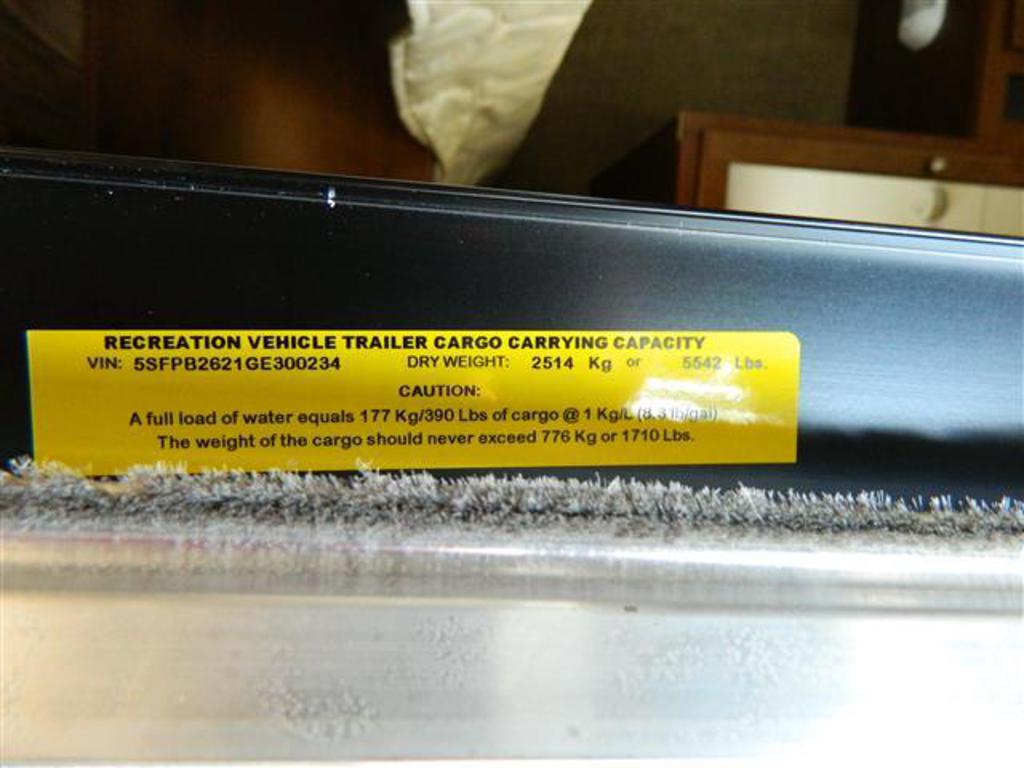 RECREATION VEHICLE TRAILER CARGO CARRYING CAPACITY
VIN: 5SFPB2621GE300234 DRY WEIGHT: 2514 Kg or 5542 Lbs.
CAUTION:
A full load of water equals 177 Kg/390 Lbs of cargo @ 1 Kg/L (8.3 lb/gal)
The weight of the cargo should never exceed 776 Kg or 1710 Lbs.